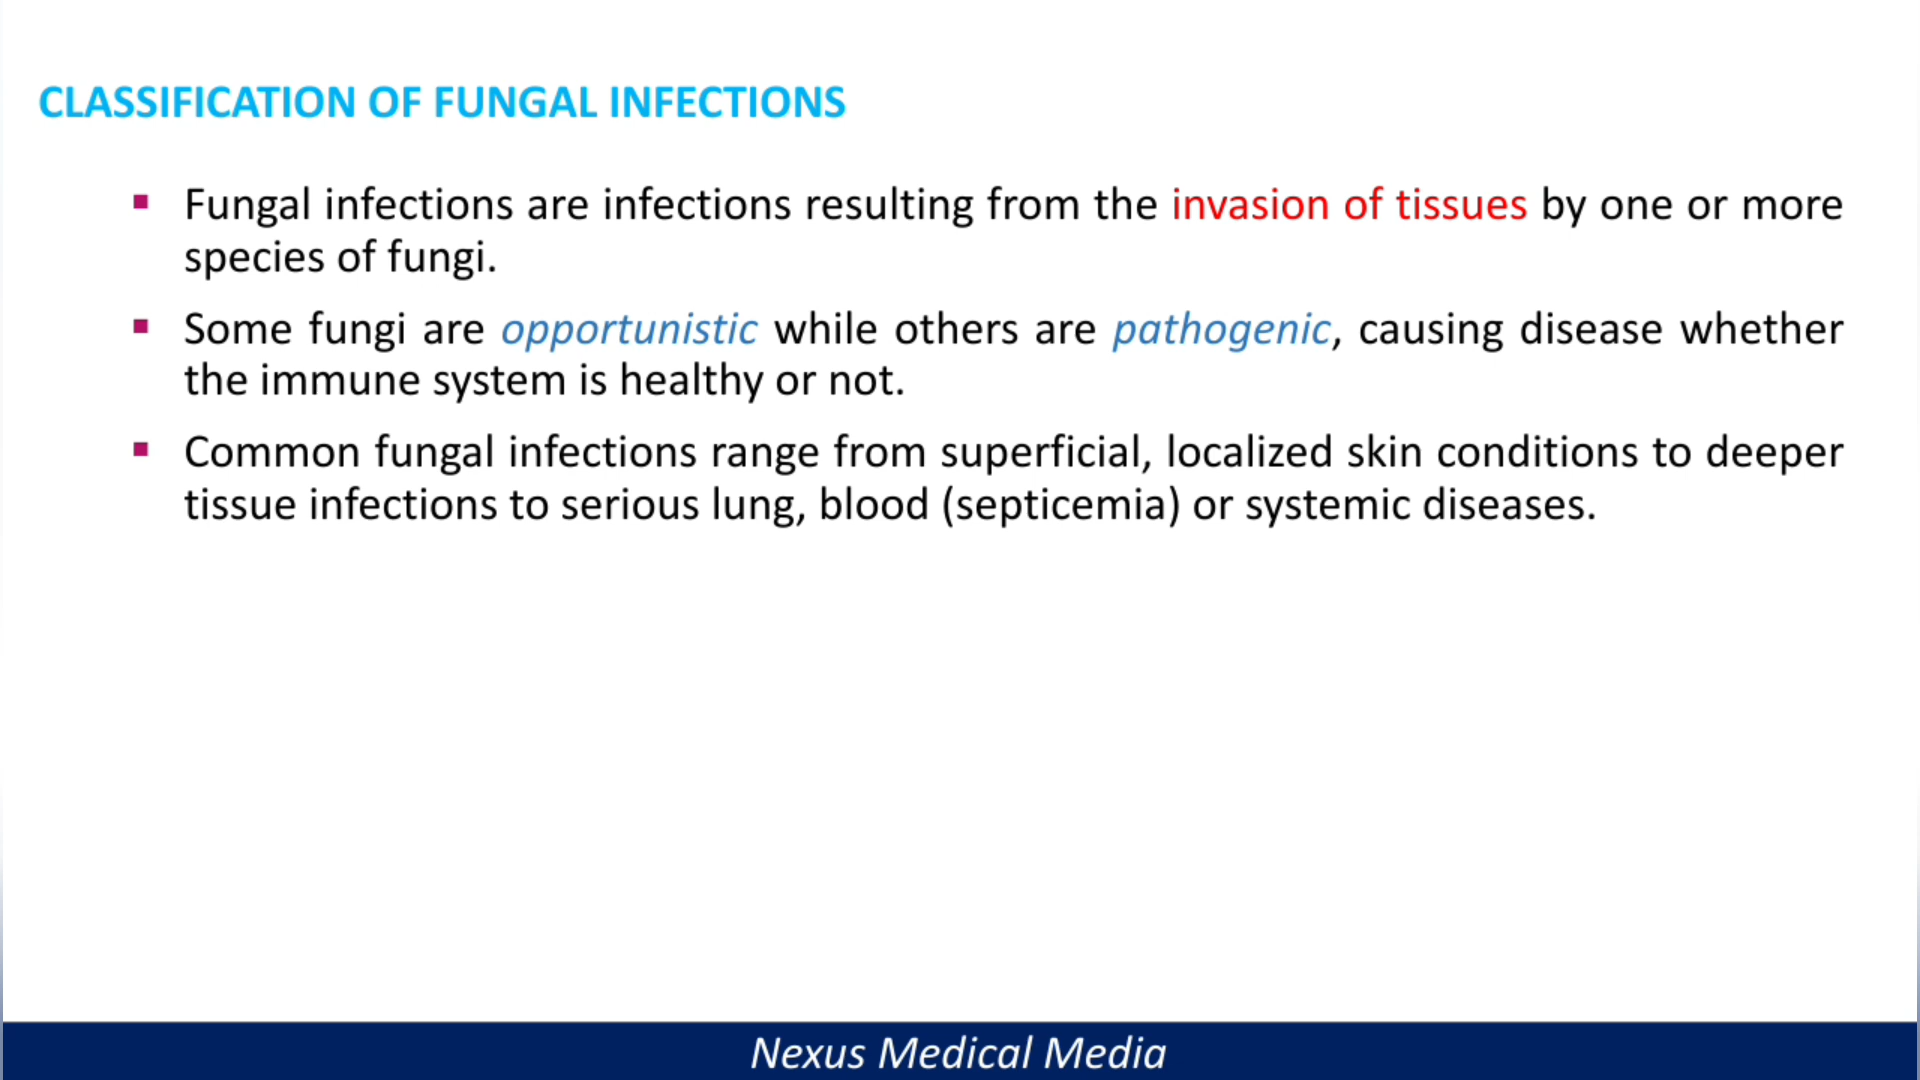 CLASSIFICATION OF FUNGAL INFECTIONS
▪ Fungal infections are infections resulting from the invasion of tissues by one or more
species of fungi.
▪ Some fungi are opportunistic while others are pathogenic, causing disease whether
the immune system is healthy or not.
▪ Common fungal infections range from superficial, localized skin conditions to deeper
tissue infections to serious lung, blood (septicemia) or systemic diseases.
Nexus Medical Media